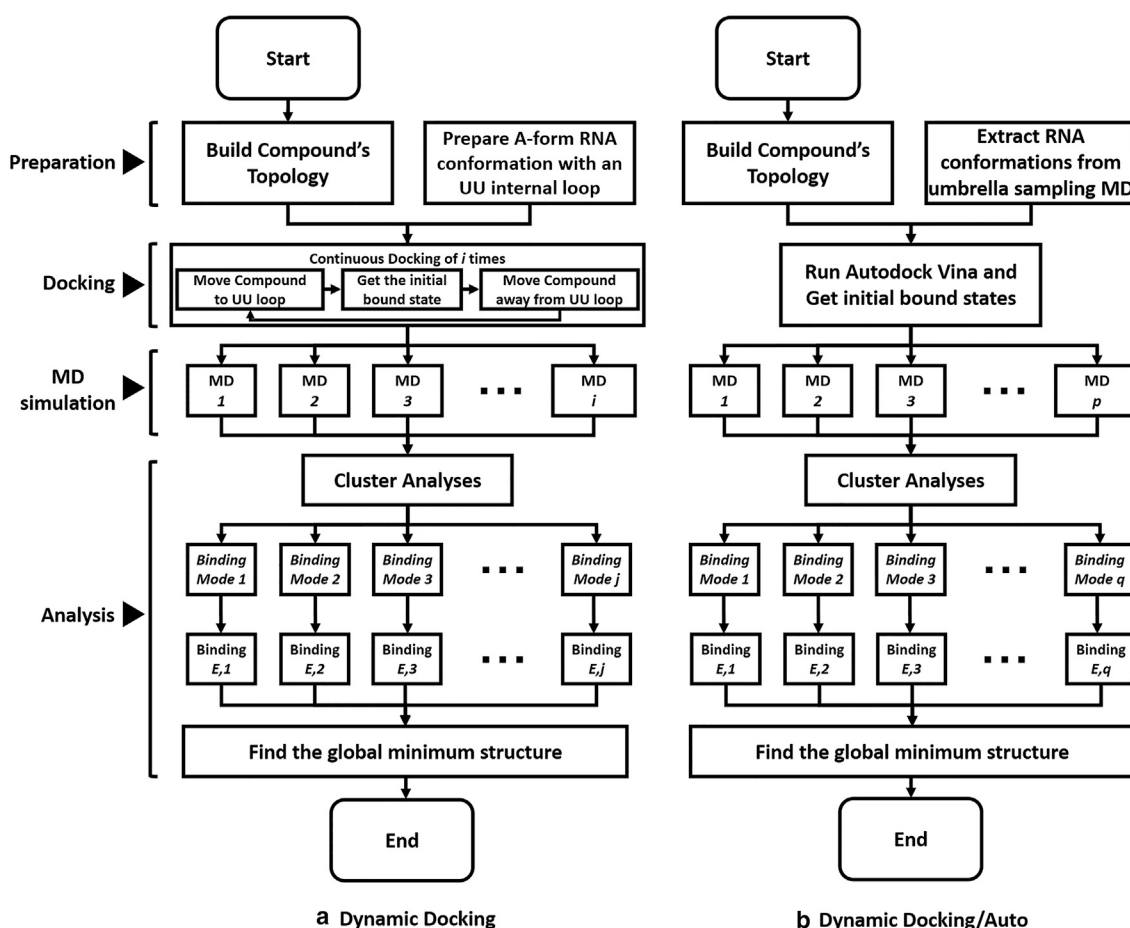 Start
Start
Preparation
Build Compound's
Topology
Prepare A-form RNA
conformation with an
UU internal loop
Build Compound's
Topology
Extract RNA
conformations from
umbrella sampling MD
Docking
Continuous Docking of i times
Move Compound
to UU loop
Get the initial
bound state
Move Compound
away from UU loop
Run Autodock Vina and
Get initial bound states
MD
simulation
MD
1
MD
2
MD
3
...
MD
i
MD
1
MD
2
MD
3
...
MD
p
Analysis
Cluster Analyses
Cluster Analyses
Binding
Mode 1
Binding
Mode 2
Binding
Mode 3
...
Binding
Mode j
Binding
Mode 1
Binding
Mode 2
Binding
Mode 3
...
Binding
Mode q
Binding
E,1
Binding
E,2
Binding
E,3
...
Binding
E,j
Binding
E,1
Binding
E,2
Binding
E,3
...
Binding
E,q
Find the global minimum structure
Find the global minimum structure
End
End
a Dynamic Docking
b Dynamic Docking/Auto